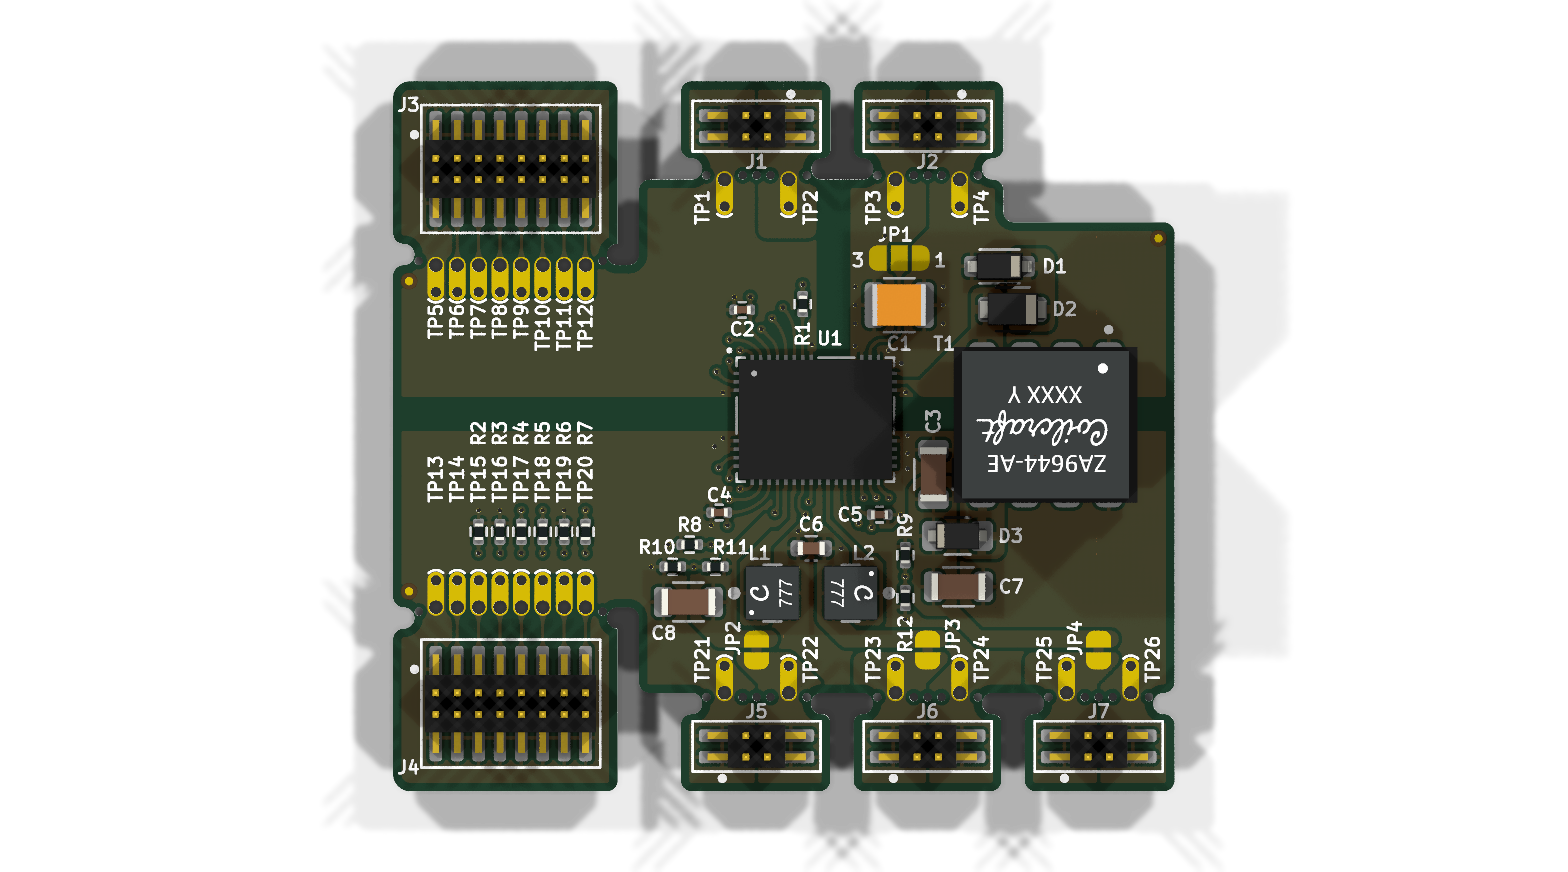 J3
J1
J2
TP1
TP2
TP3
TP4
JP1
3
1
D1
D2
TP5
TP6
TP7
TP8
TP9
TP10
TP11
TP12
C2
R1
U1
C1
T1
XXXX Y
Coilcraft
ZA9644-AE
C3
R2
R3
R4
R5
R6
R7
TP13
TP14
TP15
TP16
TP17
TP18
TP19
TP20
C4
C5
R9
R8
C6
D3
R10
R11
L1
L2
C
777
777
C
C7
C8
R12
TP21
JP2
TP22
TP23
JP3
TP24
TP25
JP4
TP26
J5
J6
J7
J4